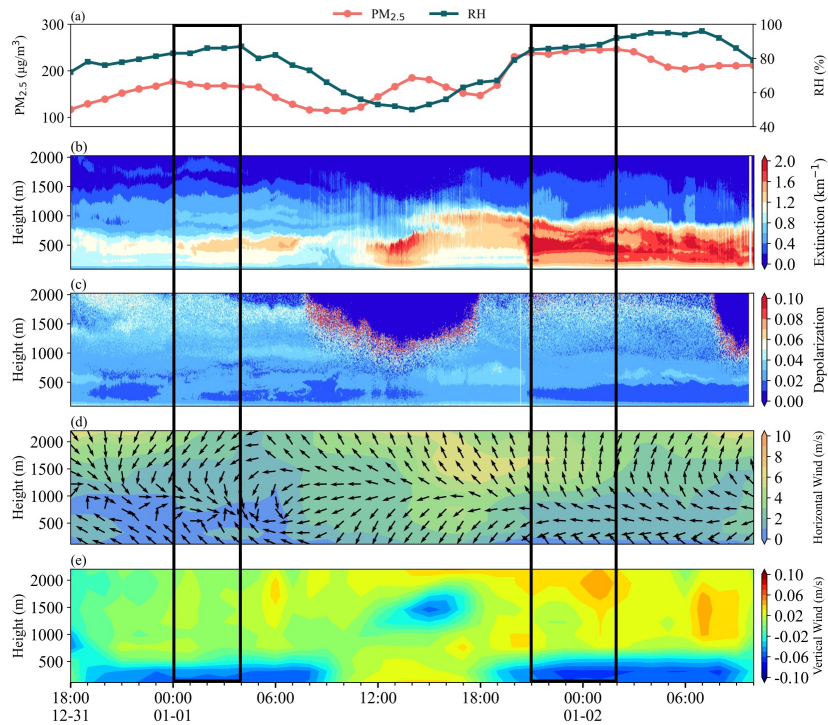 (a)
PM2.5 RH
PM2.5 (μg/m³)
300
200
100
100
80
60
40
RH (%)
(b)
Height (m)
2000
1500
1000
500
2.0
1.6
1.2
0.8
0.4
0.0
Extinction (km⁻¹)
(c)
Height (m)
2000
1500
1000
500
0.10
0.08
0.06
0.04
0.02
0.00
Depolarization
(d)
Height (m)
2000
1500
1000
500
10
8
6
4
2
0
Horizontal Wind (m/s)
(e)
Height (m)
2000
1500
1000
500
0.10
0.06
0.02
-0.02
-0.06
-0.10
Vertical Wind (m/s)
18:00 00:00 06:00 12:00 18:00 00:00 06:00
12-31 01-01 01-02